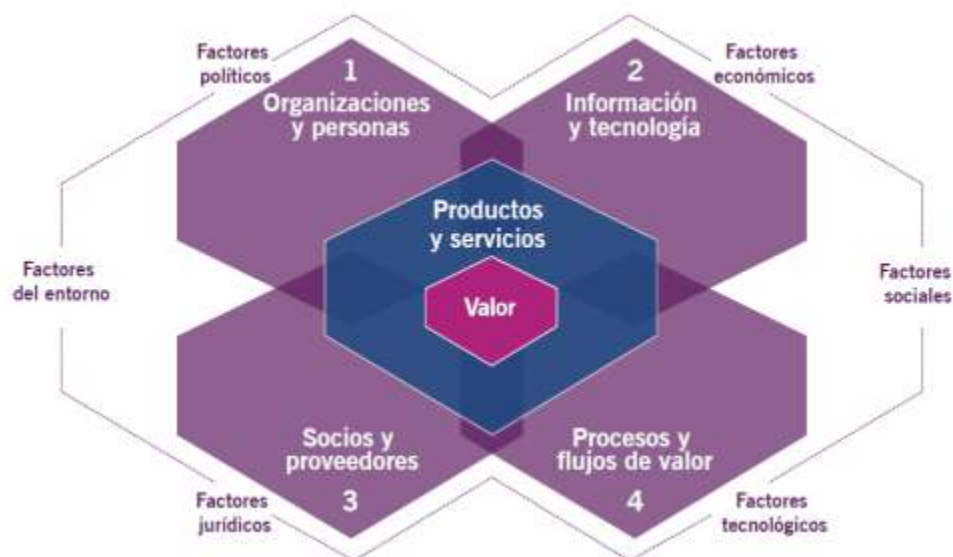 Factores
políticos
1
Organizaciones
y personas
2
Información
y tecnología
Factores
económicos
Productos
y servicios
Valor
Factores
del entorno
Factores
sociales
Socios y
proveedores
3
Procesos y
flujos de valor
4
Factores
jurídicos
Factores
tecnológicos